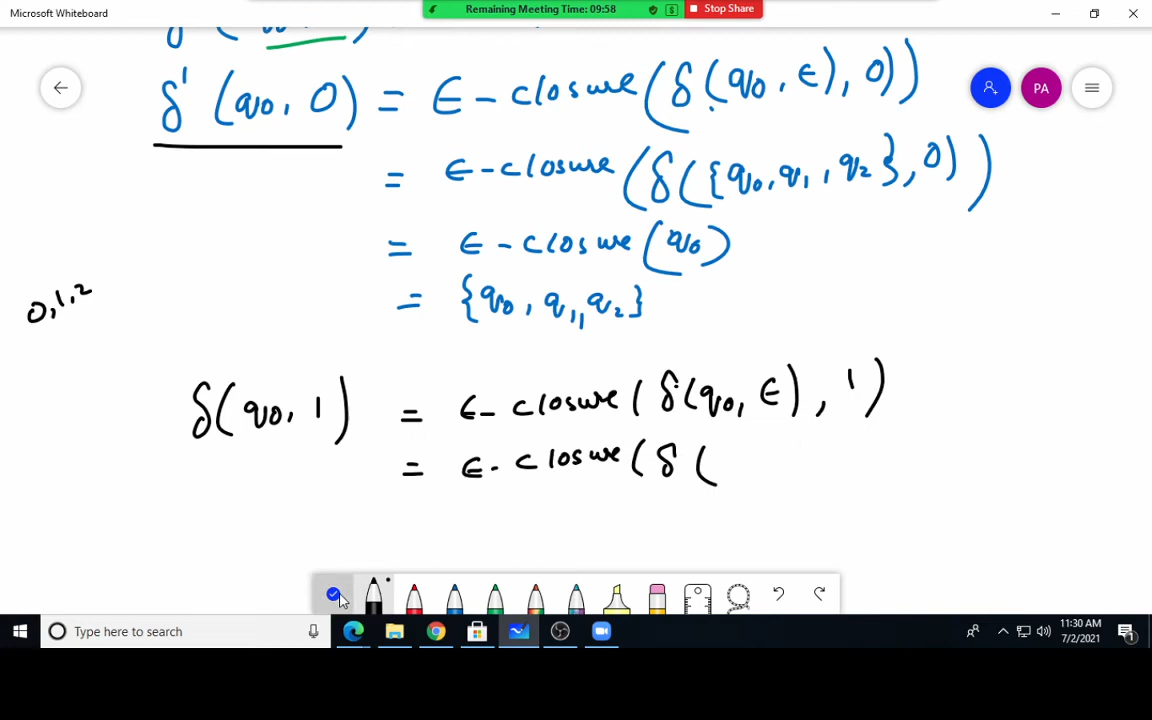 Remaining Meeting Time: 09:58
Stop Share
Microsoft Whiteboard
δ'(q0, 0) = ϵ - closure(δ(q0, ϵ), 0))
PA
= ϵ - closure(δ({q0, q1, q2}, 0))
= ϵ - closure(q0)
= {q0, q1, q2}
0,1,2
δ(q0, 1) = ϵ - closure(δ(q0, ϵ), 1)
= ϵ - closure(δ(
Type here to search
11:30 AM
7/2/2021
1